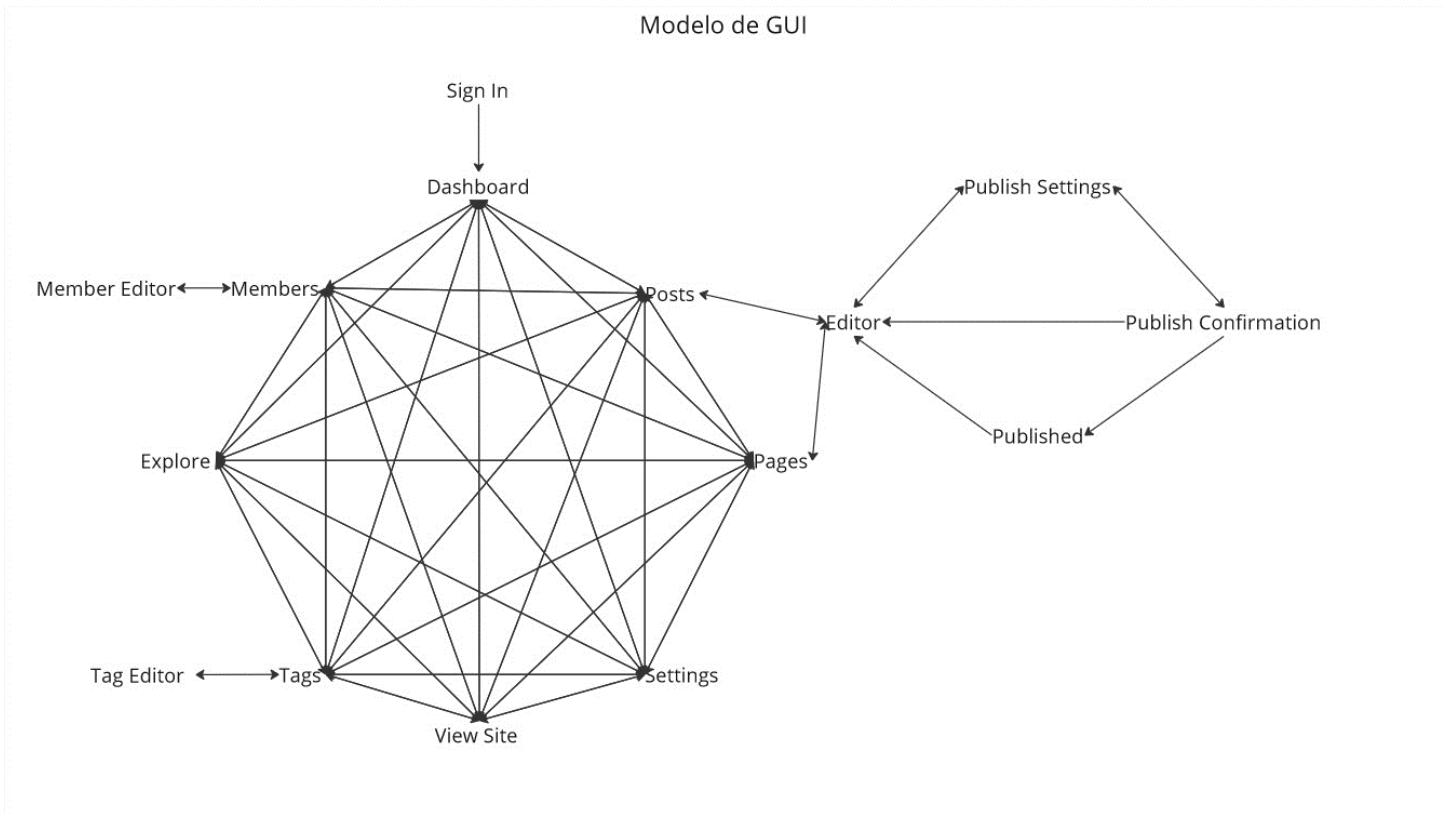 Modelo de GUI
Sign In
Dashboard
Publish Settings
Member Editor
Members
Posts
Editor
Publish Confirmation
Published
Explore
Pages
Tag Editor
Tags
Settings
View Site